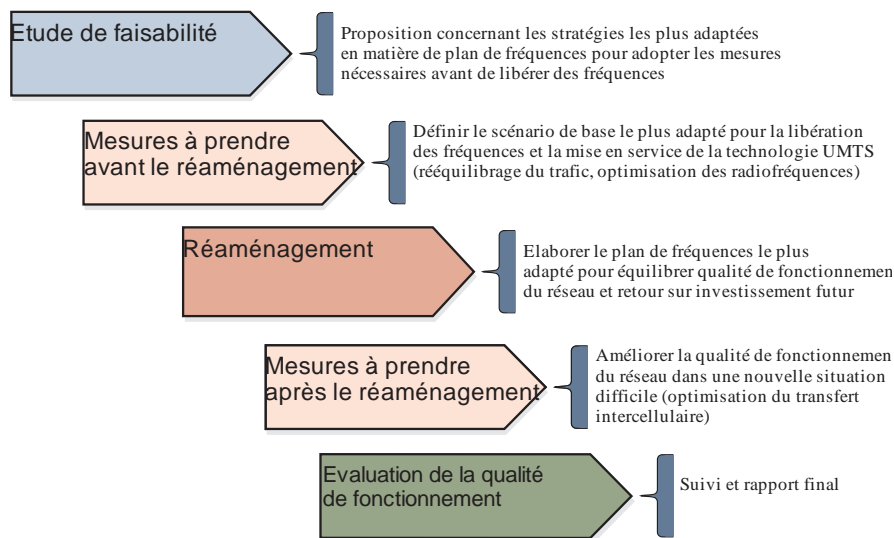 Etude de faisabilité
Proposition concernant les stratégies les plus adaptées
en matière de plan de fréquences pour adopter les mesures
nécessaires avant de libérer des fréquences
Mesures à prendre
avant le réaménagement
Définir le scénario de base le plus adapté pour la libération
des fréquences et la mise en service de la technologie UMTS
(rééquilibrage du trafic, optimisation des radiofréquences)
Réaménagement
Elaborer le plan de fréquences le plus
adapté pour équilibrer qualité de fonctionnemen
du réseau et retour sur investissement futur
Mesures à prendre
après le réaménagement
Améliorer la qualité de fonctionnemen
du réseau dans une nouvelle situation
difficile (optimisation du transfert
intercellulaire)
Evaluation de la qualité
de fonctionnement
Suivi et rapport final